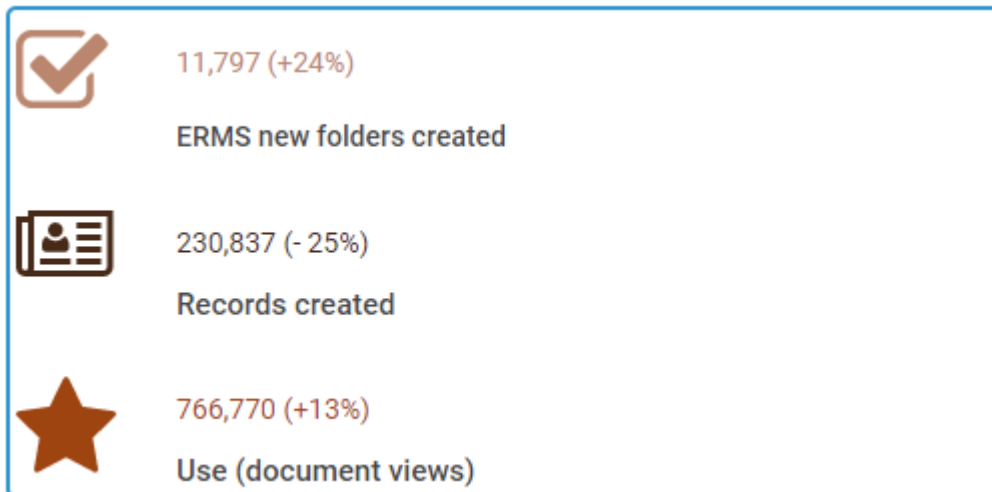 11,797 (+24%)
ERMS new folders created
230,837 (- 25%)
Records created
766,770 (+13%)
Use (document views)